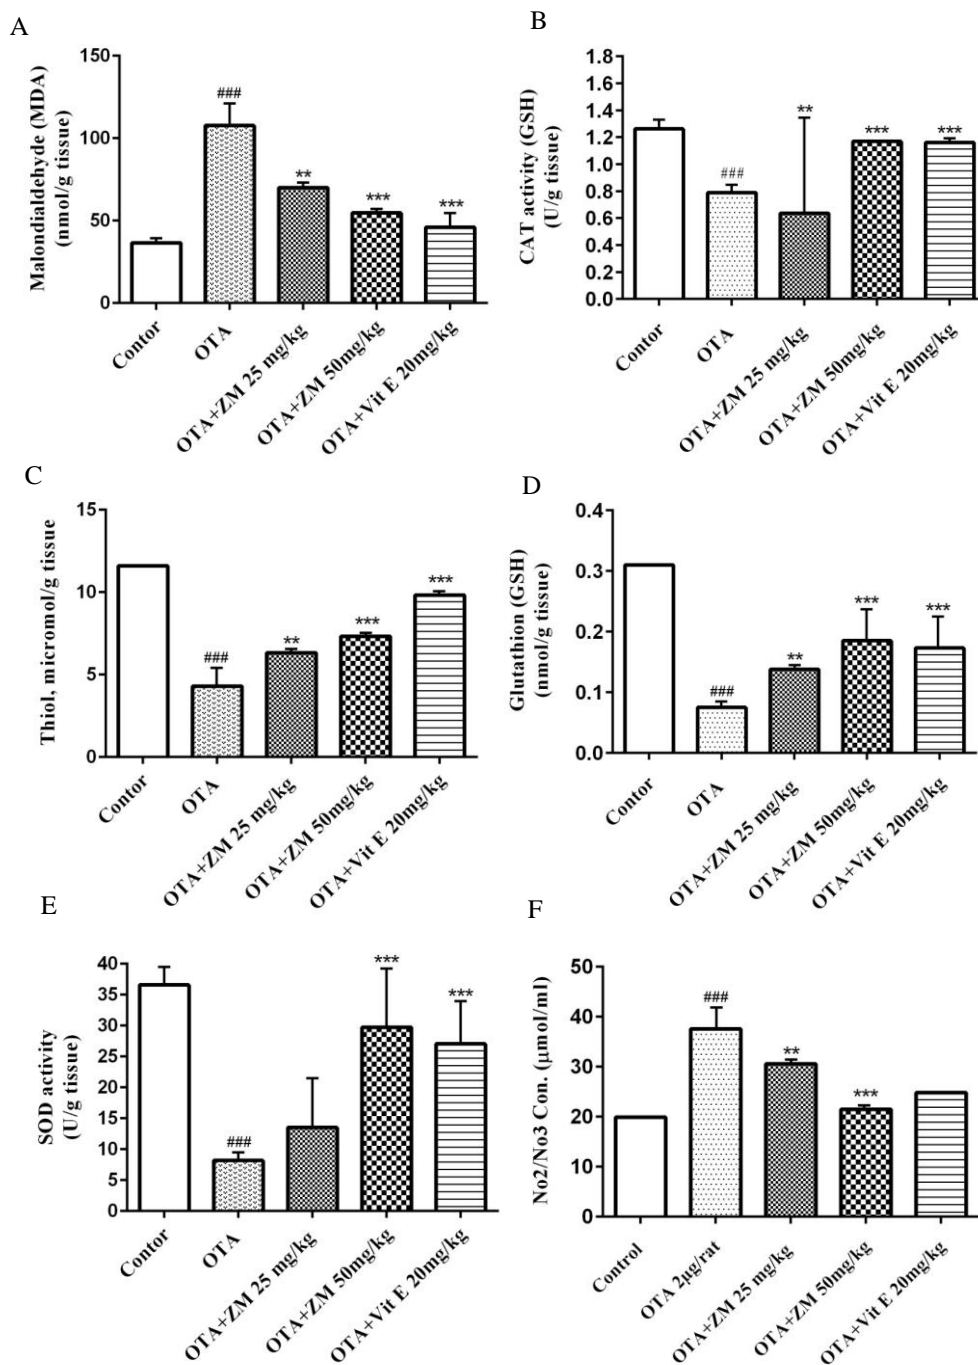 A
Malondialdehyde (MDA)
(nmol/g tissue)
150
100
50
0
###
**
***
***
Contor
OTA
OTA+ZM 25 mg/kg
OTA+ZM 50mg/kg
OTA+Vit E 20mg/kg
B
CAT activity (GSH)
(U/g tissue)
1.8
1.6
1.4
1.2
1.0
0.8
0.6
0.4
0.2
0.0
###
**
***
***
Contor
OTA
OTA+ZM 25 mg/kg
OTA+ZM 50mg/kg
OTA+Vit E 20mg/kg
C
Thiol, micromol/g tissue
15
10
5
0
###
**
***
***
Contor
OTA
OTA+ZM 25 mg/kg
OTA+ZM 50mg/kg
OTA+Vit E 20mg/kg
D
Glutathion (GSH)
(nmol/g tissue)
0.4
0.3
0.2
0.1
0.0
###
**
***
***
Contor
OTA
OTA+ZM 25 mg/kg
OTA+ZM 50mg/kg
OTA+Vit E 20mg/kg
E
SOD activity
(U/g tissue)
40
35
30
25
20
15
10
5
0
###
***
***
Contor
OTA
OTA+ZM 25 mg/kg
OTA+ZM 50mg/kg
OTA+Vit E 20mg/kg
F
No2/No3 Con. (μmol/ml)
50
40
30
20
10
0
###
**
***
Control
OTA 2μg/rat
OTA+ZM 25 mg/kg
OTA+ZM 50mg/kg
OTA+Vit E 20mg/kg